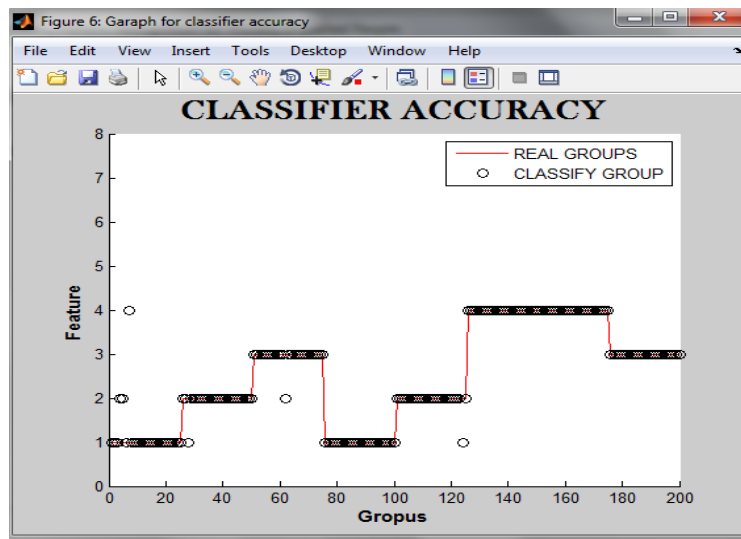 Figure 6: Garaph for classifier accuracy
File Edit View Insert Tools Desktop Window Help
CLASSIFIER ACCURACY
REAL GROUPS
CLASSIFY GROUP
8
7
6
5
4
3
2
1
0
Feature
0 20 40 60 80 100 120 140 160 180 200
Gropus